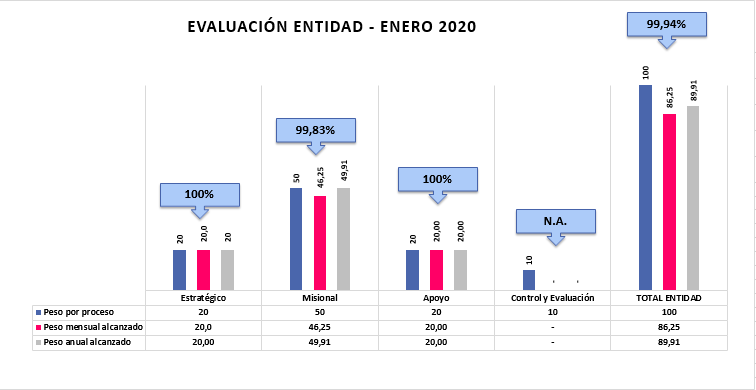 EVALUACIÓN ENTIDAD - ENERO 2020
99,94%
99,83%
100%
100%
N.A.
20 20,0 20
50 46,25 49,91
20 20,00 20,00
10 - -
100 86,25 89,91
Estratégico Misional Apoyo Control y Evaluación TOTAL ENTIDAD
Peso por proceso 20 50 20 10 100
Peso mensual alcanzado 20,0 46,25 20,00 - 86,25
Peso anual alcanzado 20,00 49,91 20,00 - 89,91